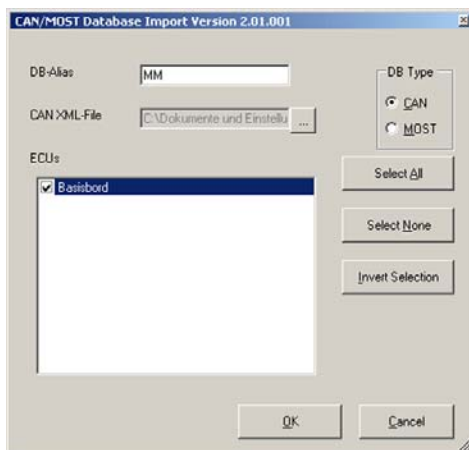 CAN/MOST Database Import Version 2.01.001
DB-Alias
MM
DB Type
CAN
MOST
CAN XML-File
C:\Dokumente und Einstellu
...
ECUs
Basisbord
Select All
Select None
Invert Selection
OK
Cancel